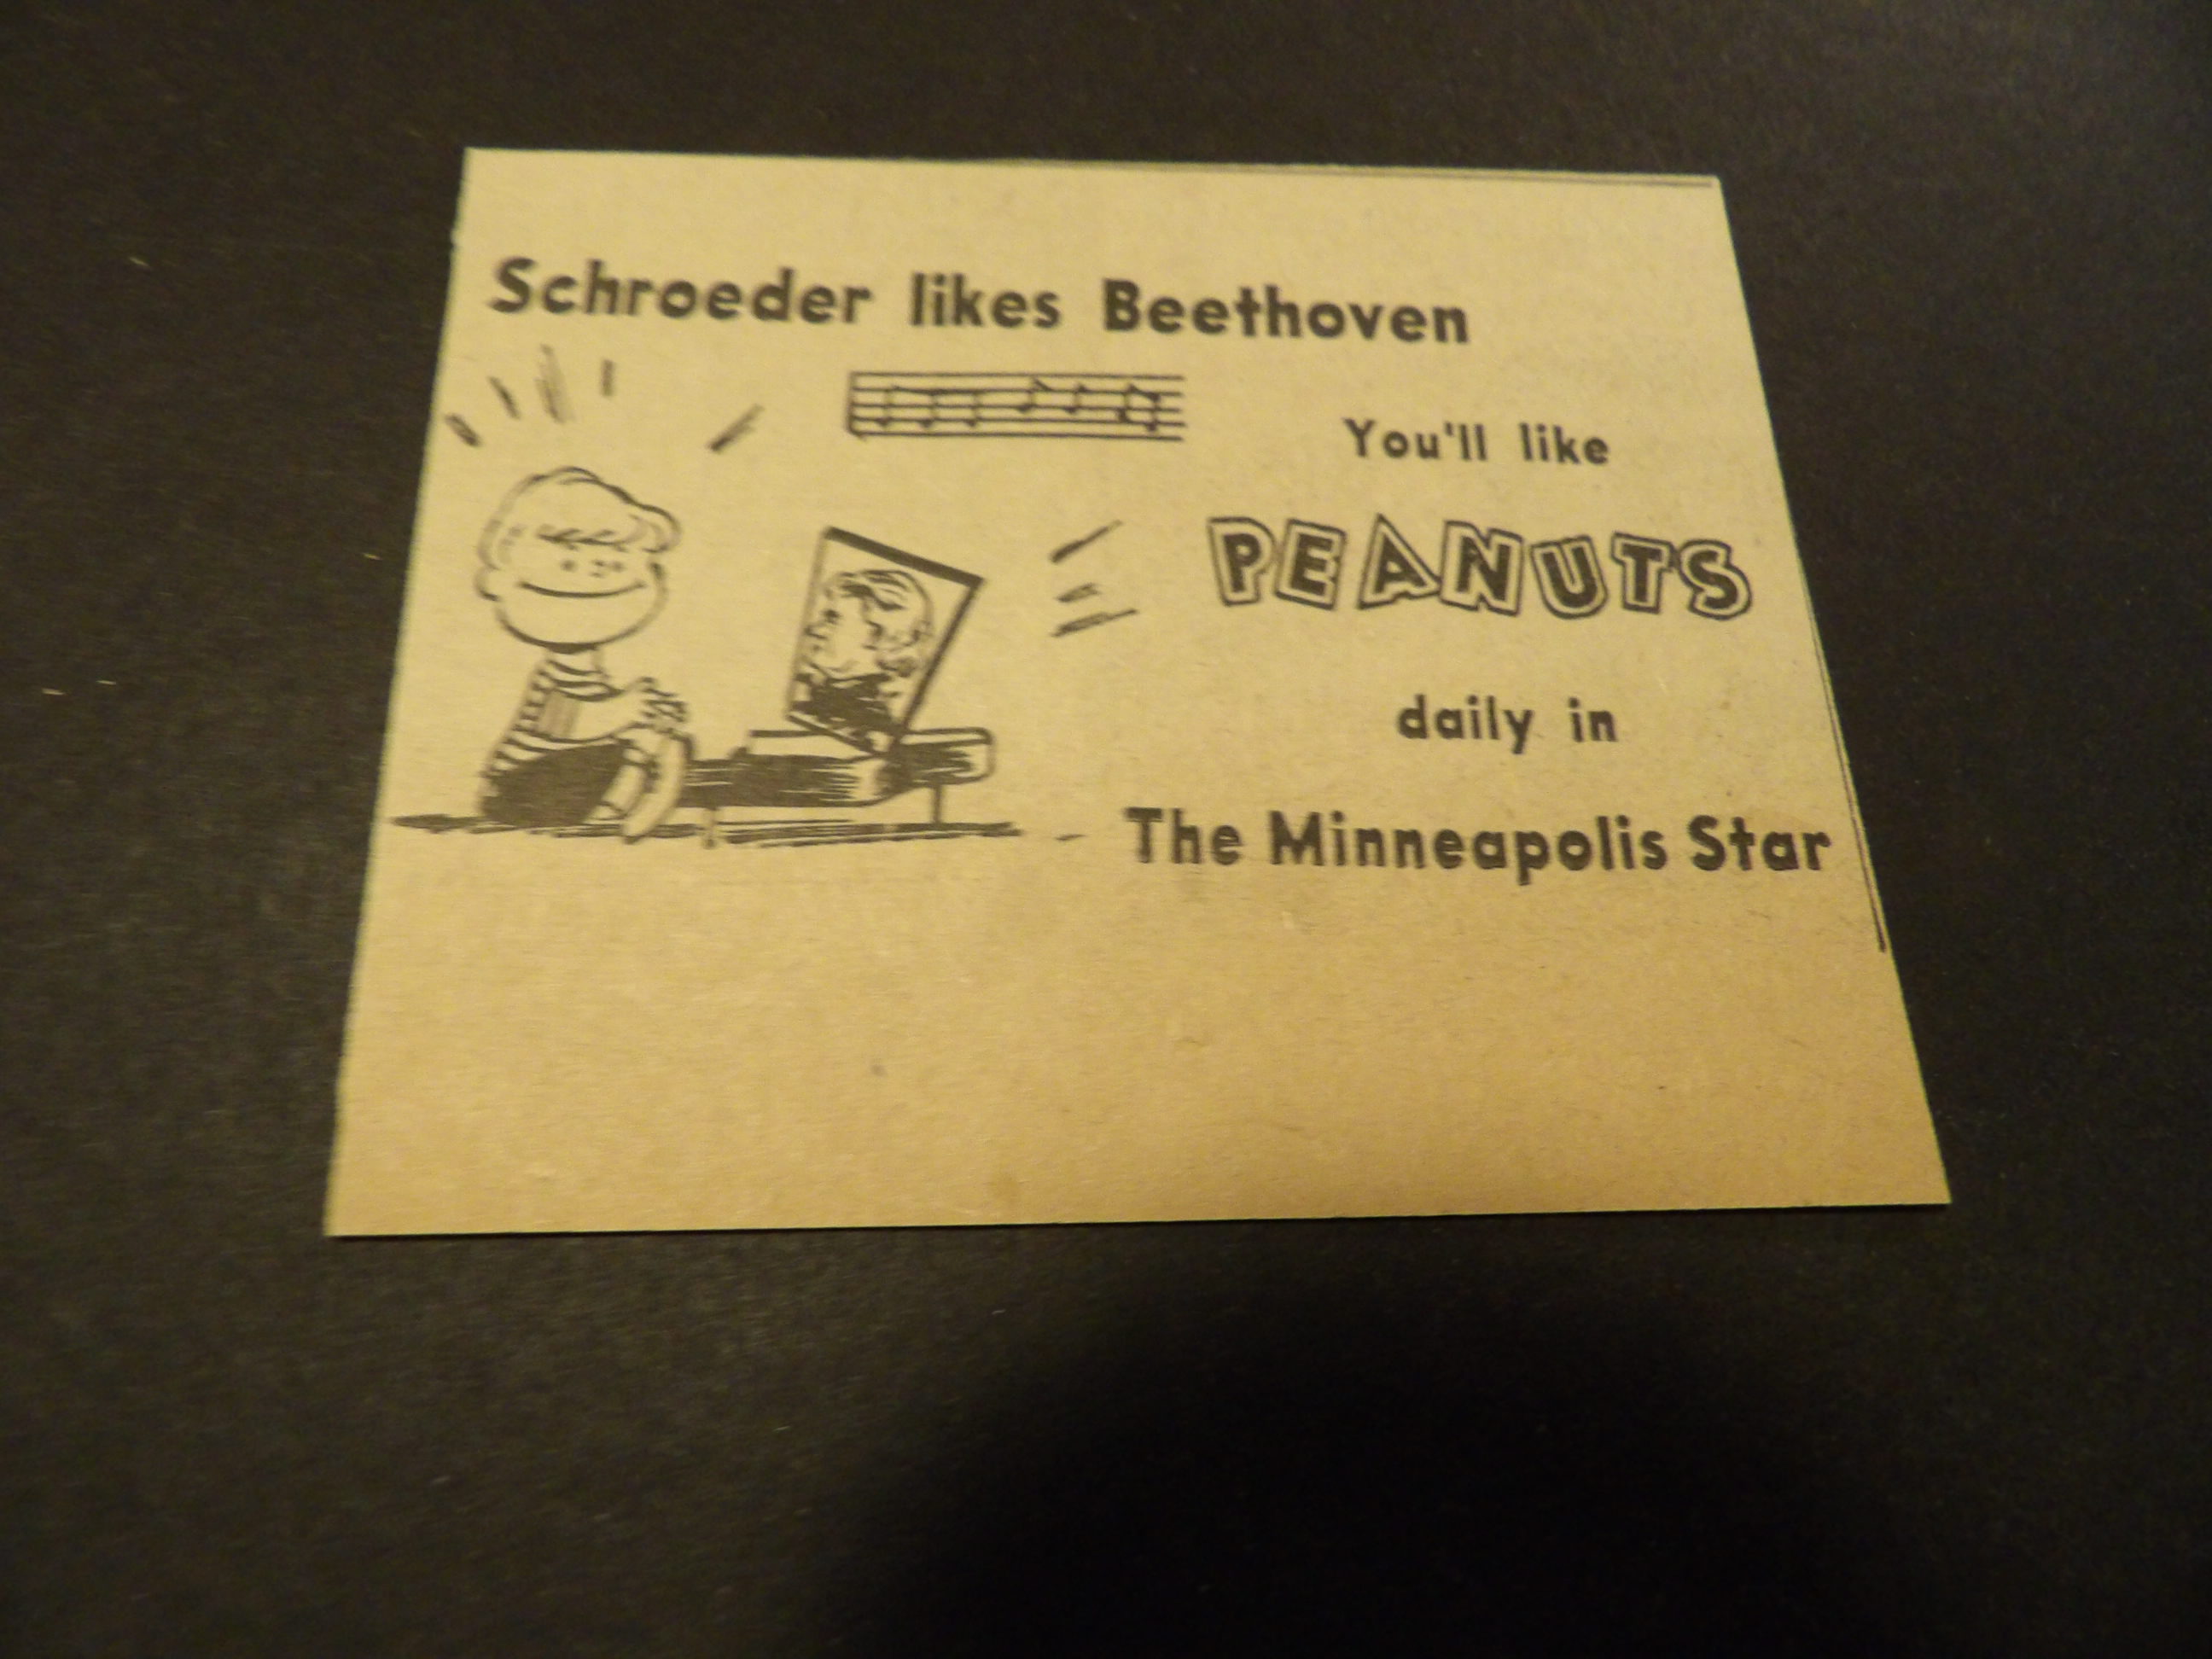 Schroeder likes Beethoven
You'll like
PEANUTS
daily in
The Minneapolis Star